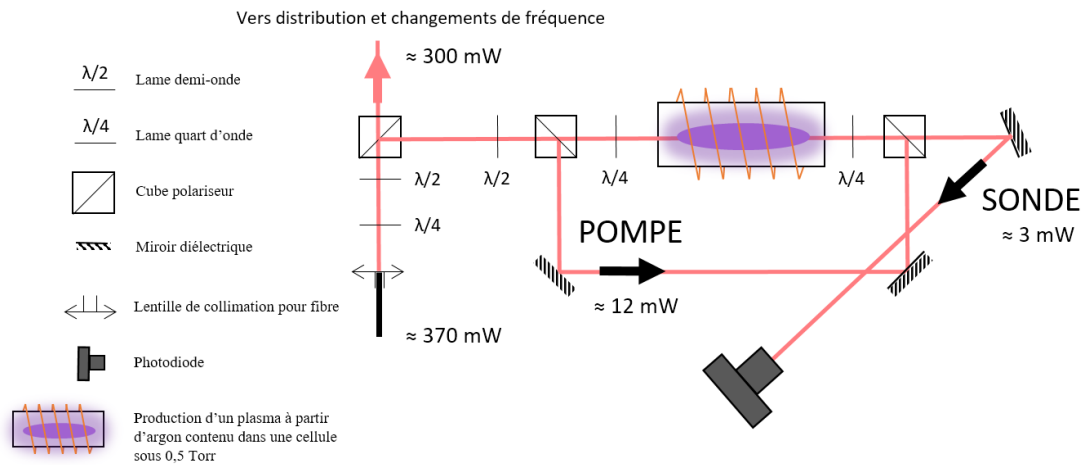 Vers distribution et changements de fréquence
≈ 300 mW
λ/2
Lame demi-onde
λ/4
Lame quart d'onde
Cube polariseur
Miroir diélectrique
Lentille de collimation pour fibre
Photodiode
Production d'un plasma à partir
d'argon contenu dans une cellule
sous 0,5 Torr
λ/2
λ/4
≈ 370 mW
λ/2
λ/4
λ/4
POMPE
≈ 12 mW
SONDE
≈ 3 mW